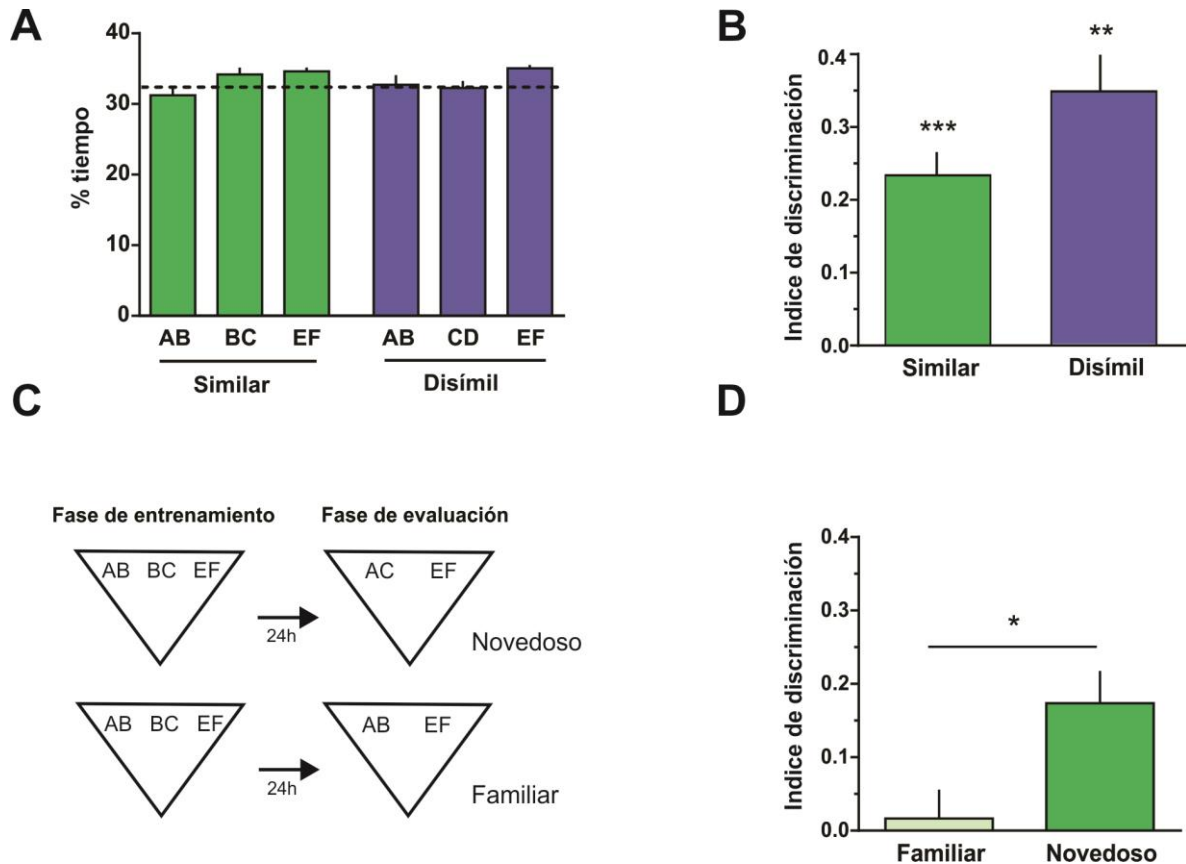 A
% tiempo
40
30
20
10
0
AB BC EF AB CD EF
Similar Disímil
B
Indice de discriminación
0.4
0.3
0.2
0.1
0.0
***
**
Similar Disímil
C
Fase de entrenamiento Fase de evaluación
AB BC EF AC EF
24h
Novedoso
AB BC EF AB EF
24h
Familiar
D
Indice de discriminación
0.4
0.3
0.2
0.1
0.0
*
Familiar Novedoso